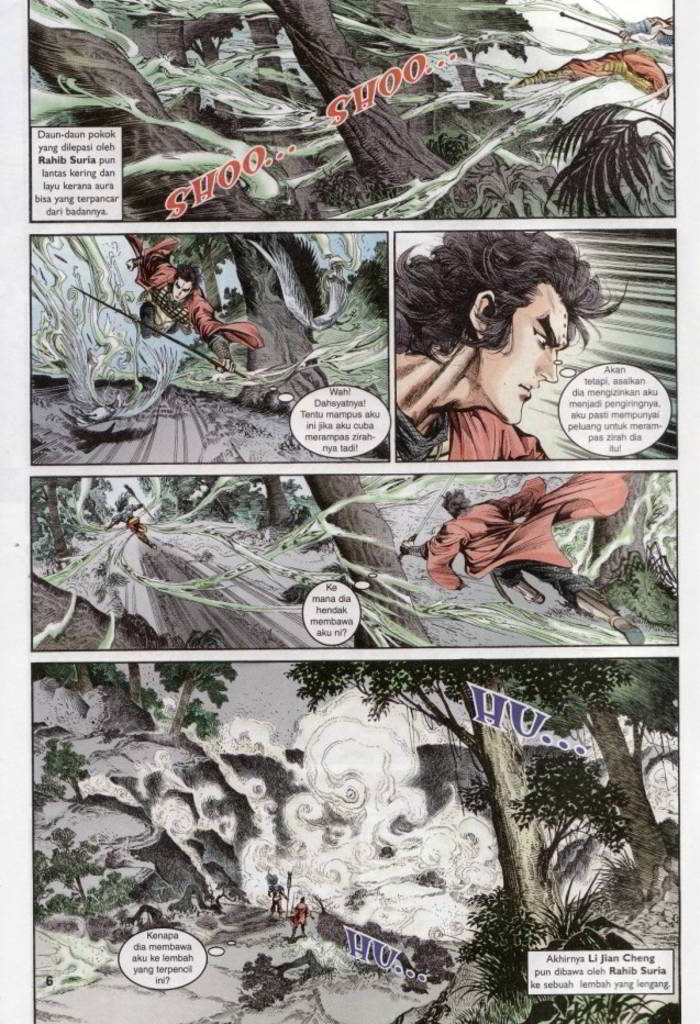 SHOO...
SHOO...
Daun-daun pokok
yang dilepasi oleh
Rahib Suria pun
lantas kering dan
layu kerana aura
bisa yang terpancar
dari badannya.
Wah!
Dahsyatnya!
Tentu mampus aku
ini jika aku cuba
merampas zirah-
nya tadi!
Akan
tetapi, asalkan
dia mengizinkan aku
menjadi pengiringnya,
aku pasti mempunyai
peluang untuk meram-
pas zirah dia
itu!
Ke
mana dia
hendak
membawa
aku ni?
HU...
Kenapa
dia membawa
aku ke lembah
yang terpencil
ini?
HU...
Akhirnya Li Jian Cheng
pun dibawa oleh Rahib Suria
ke sebuah lembah yang lengang.
6